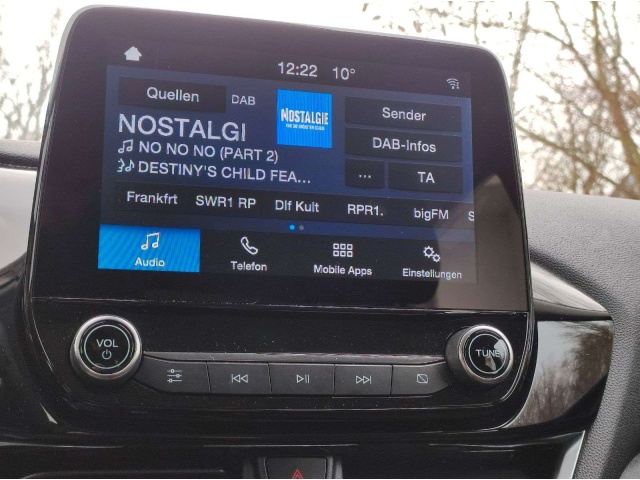 12:22 10°
Quellen DAB
NOSTALGIE
Sender
NOSTALGI
DAB-Infos
NO NO NO (PART 2)
DESTINY'S CHILD FEA...
... TA
Frankfrt SWR1 RP Dlf Kult RPR1. bigFM S
Audio Telefon Mobile Apps Einstellungen
VOL
TUNE